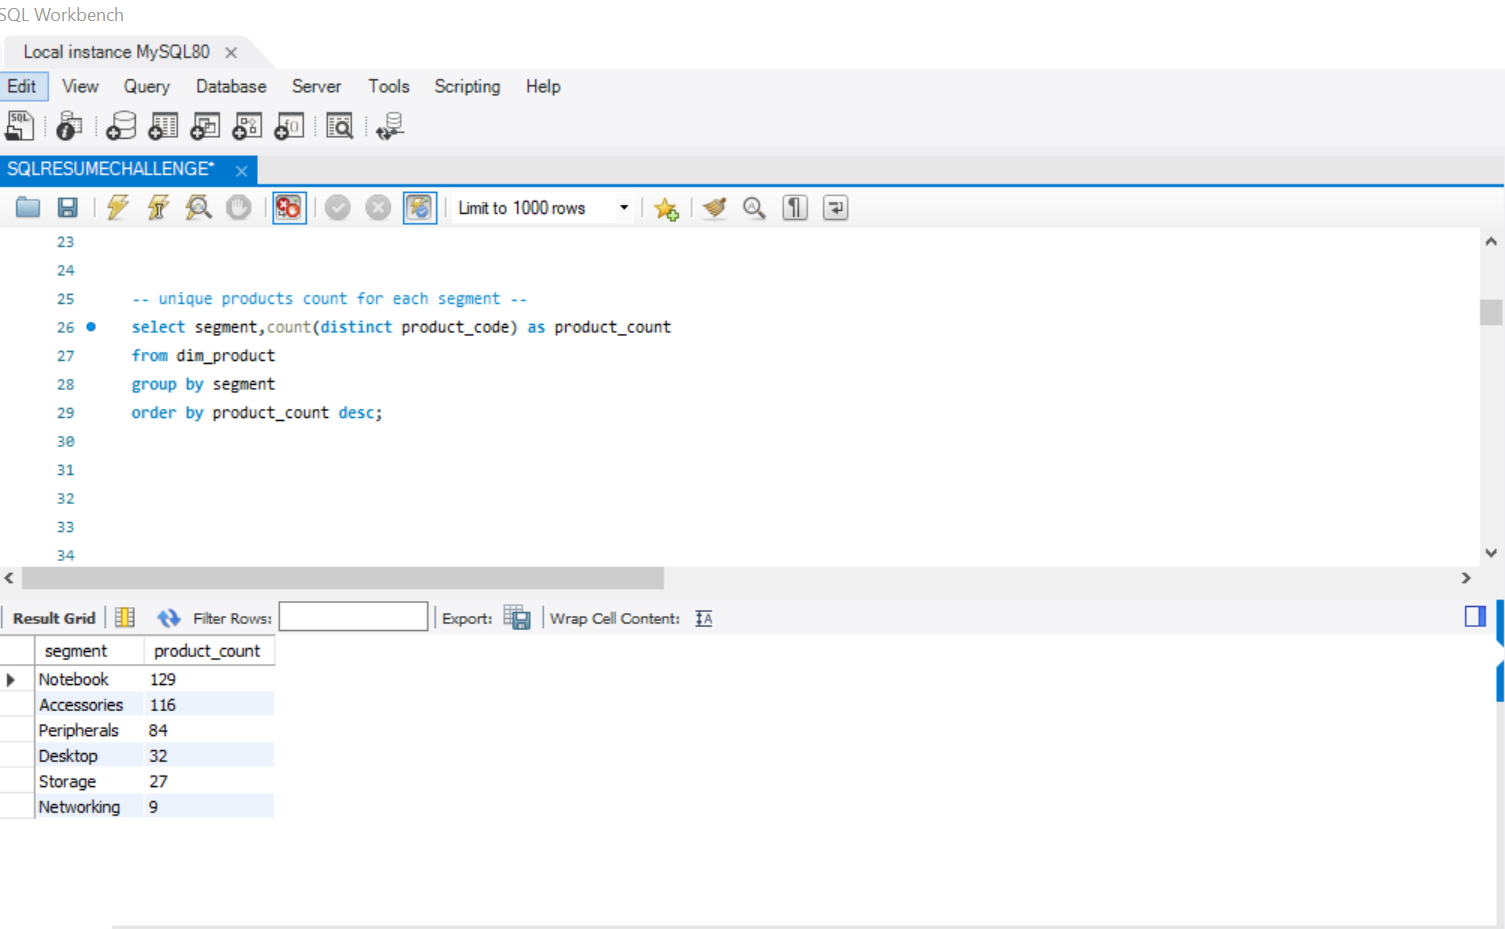 SQL Workbench
Local instance MySQL80
Edit View Query Database Server Tools Scripting Help
SQLRESUMECHALLENGE*
Limit to 1000 rows
23
24
25 -- unique products count for each segment --
26 select segment,count(distinct product_code) as product_count
27 from dim_product
28 group by segment
29 order by product_count desc;
30
31
32
33
34
Result Grid Filter Rows: Export: Wrap Cell Content:
segment product_count
Notebook 129
Accessories 116
Peripherals 84
Desktop 32
Storage 27
Networking 9